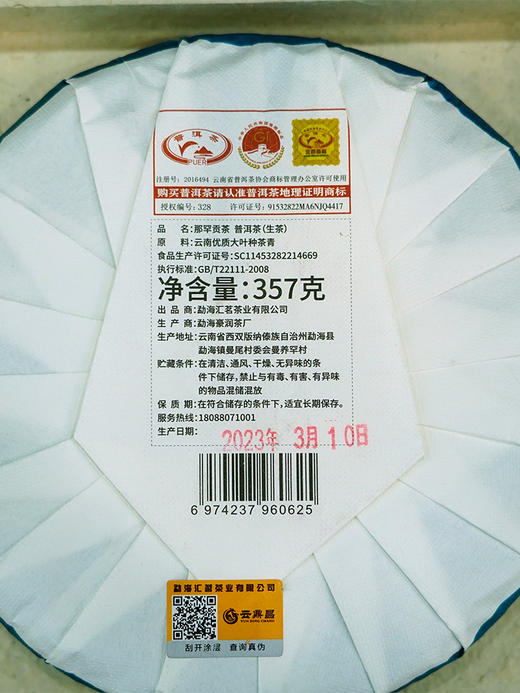 普洱茶
PUER
注册号：2016494 云南省普洱茶协会商标管理办公室许可使用
购买普洱茶请认准普洱茶地理证明商标
授权编号：328 许可证号：91532822MA6NJQ4417
品 名：那罕贡茶 普洱茶(生茶)
原 料：云南优质大叶种茶青
食品生产许可证号：SC11453282214669
执行标准：GB/T22111-2008
净含量：357克
出 品 商：勐海汇茗茶业有限公司
生 产 商：勐海豪润茶厂
生产地址：云南省西双版纳傣族自治州勐海县
勐海镇曼尾村委会曼养罕村
贮藏条件：在清洁、通风、干燥、无异味的条
件下储存，禁止与有毒、有害、有异味
的物品混储混放
保 质 期：在符合储存的条件下，适宜长期保存。
服务热线：18088071001
生产日期：
2023年 3月10日
6 974237 960625
勐海汇茗茶业有限公司
云鼎昌
YUN DING CHANG
刮开涂层 查询真伪